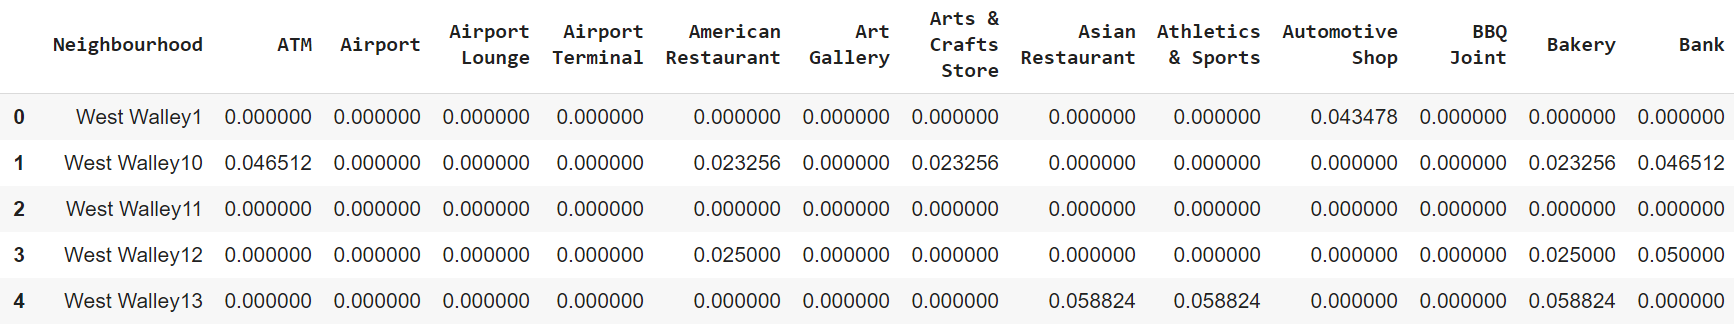 Neighbourhood ATM Airport Airport Lounge Airport Terminal American Restaurant Art Gallery Arts & Crafts Store Asian Restaurant Athletics & Sports Automotive Shop BBQ Joint Bakery Bank
0 West Walley1 0.000000 0.000000 0.000000 0.000000 0.000000 0.000000 0.000000 0.000000 0.000000 0.043478 0.000000 0.000000 0.000000
1 West Walley10 0.046512 0.000000 0.000000 0.000000 0.023256 0.000000 0.023256 0.000000 0.000000 0.000000 0.000000 0.023256 0.046512
2 West Walley11 0.000000 0.000000 0.000000 0.000000 0.000000 0.000000 0.000000 0.000000 0.000000 0.000000 0.000000 0.000000 0.000000
3 West Walley12 0.000000 0.000000 0.000000 0.000000 0.025000 0.000000 0.000000 0.000000 0.000000 0.000000 0.000000 0.025000 0.050000
4 West Walley13 0.000000 0.000000 0.000000 0.000000 0.000000 0.000000 0.000000 0.058824 0.058824 0.000000 0.000000 0.058824 0.000000